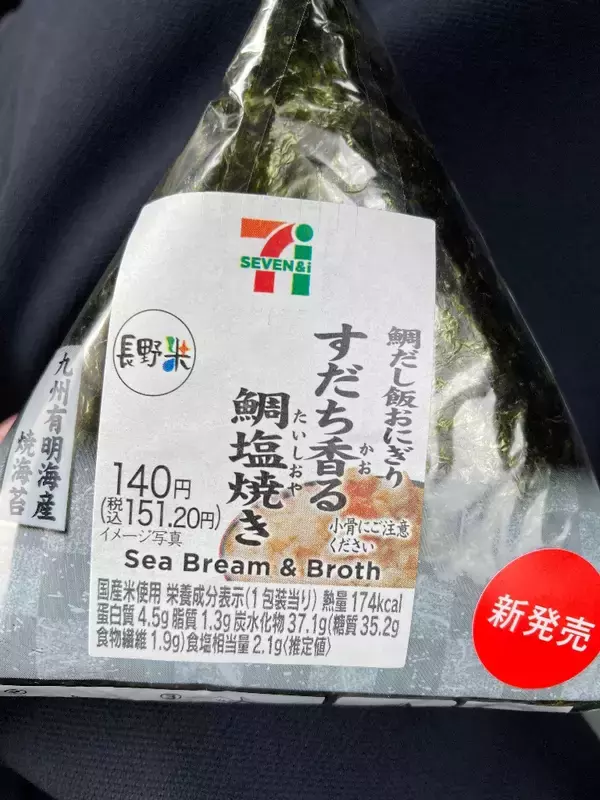 SEVEN&i
長野米
鯛だし飯おにぎり
すだち香る
かお
鯛塩焼き
たいしおや
九州有明海産
焼海苔
140円
(税込151.20円)
イメージ写真
小骨にご注意
ください
Sea Bream & Broth
国産米使用 栄養成分表示(1包装当り) 熱量174kcal
蛋白質4.5g 脂質1.3g 炭水化物37.1g(糖質35.2g
食物繊維1.9g) 食塩相当量2.1g〈推定値〉
新発売